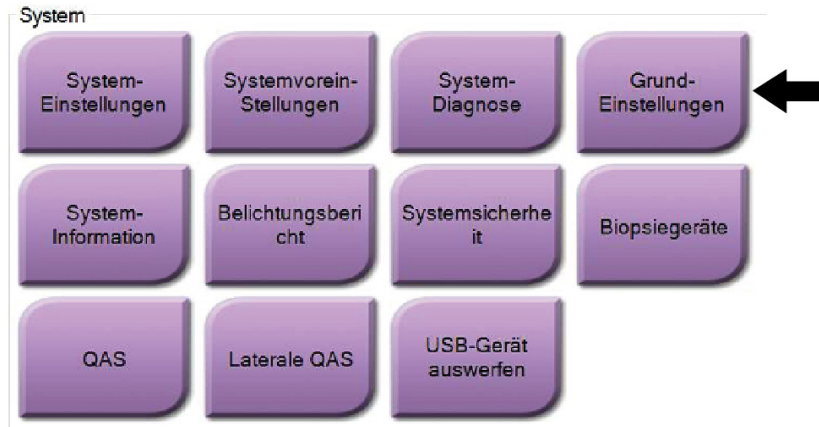 System
System-
Einstellungen
Systemvorein-
Stellungen
System-
Diagnose
Grund-
Einstellungen
System-
Information
Belichtungsberi
cht
Systemsicherhe
it
Biopsiegeräte
QAS
Laterale QAS
USB-Gerät
auswerfen